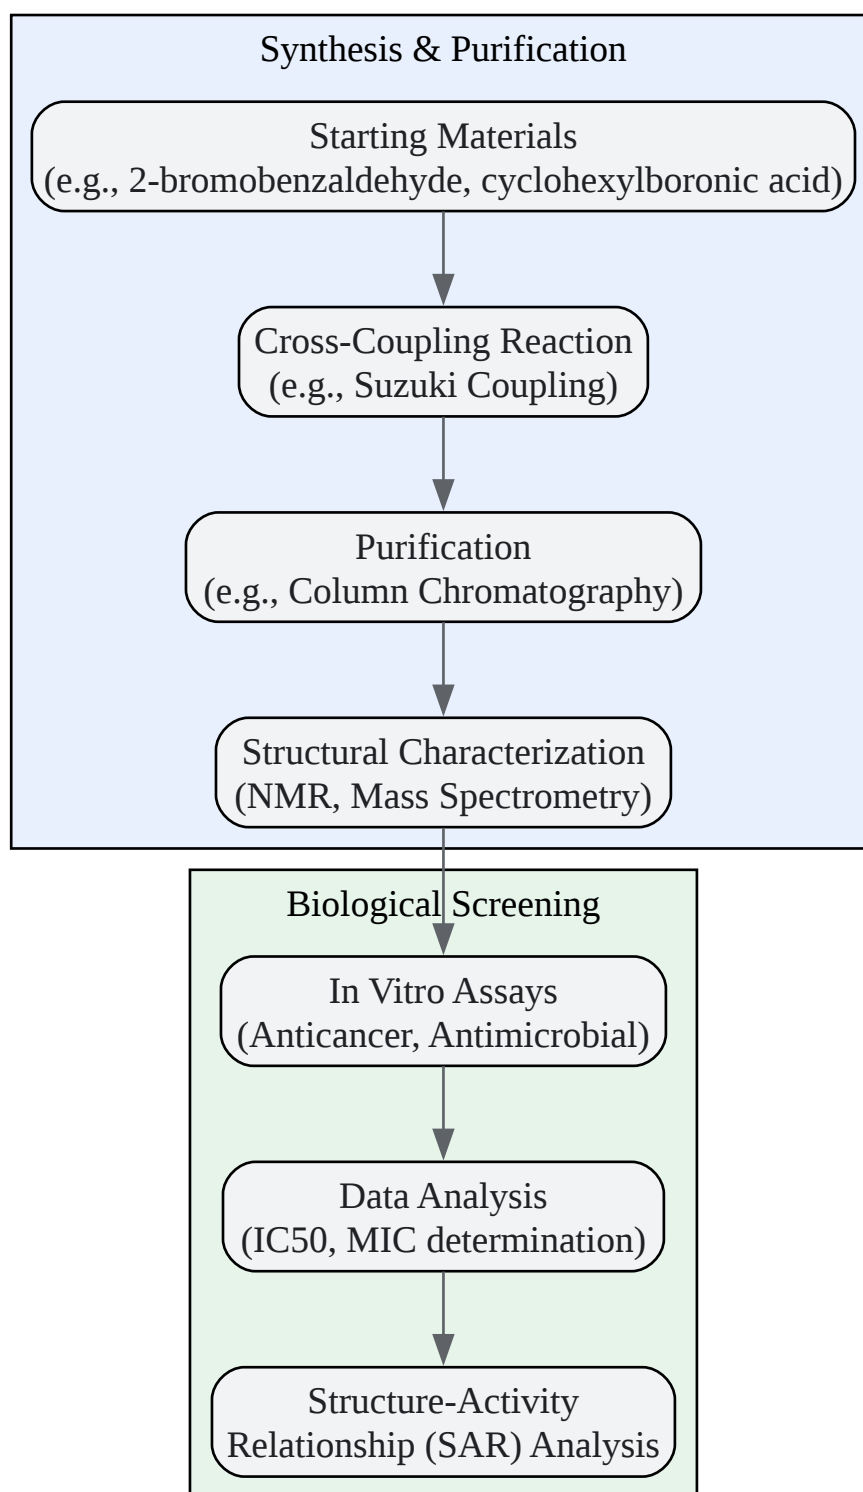 Synthesis & Purification
Starting Materials
(e.g., 2-bromobenzaldehyde, cyclohexylboronic acid)
Cross-Coupling Reaction
(e.g., Suzuki Coupling)
Purification
(e.g., Column Chromatography)
Structural Characterization
(NMR, Mass Spectrometry)
Biological Screening
In Vitro Assays
(Anticancer, Antimicrobial)
Data Analysis
(IC50, MIC determination)
Structure-Activity
Relationship (SAR) Analysis